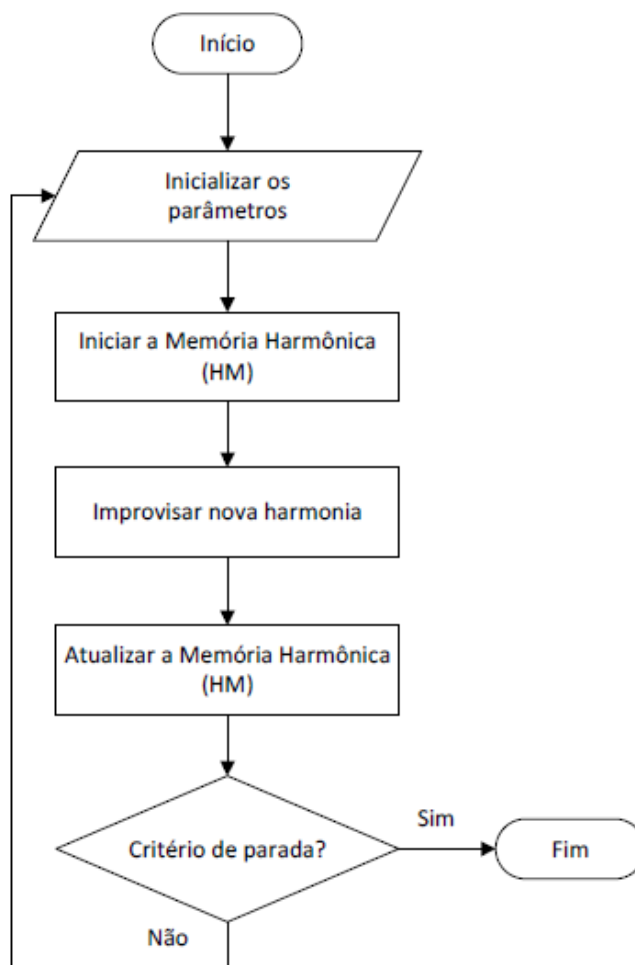 Início
Inicializar os
parâmetros
Iniciar a Memória Harmônica
(HM)
Improvisar nova harmonia
Atualizar a Memória Harmônica
(HM)
Critério de parada?
Sim
Fim
Não